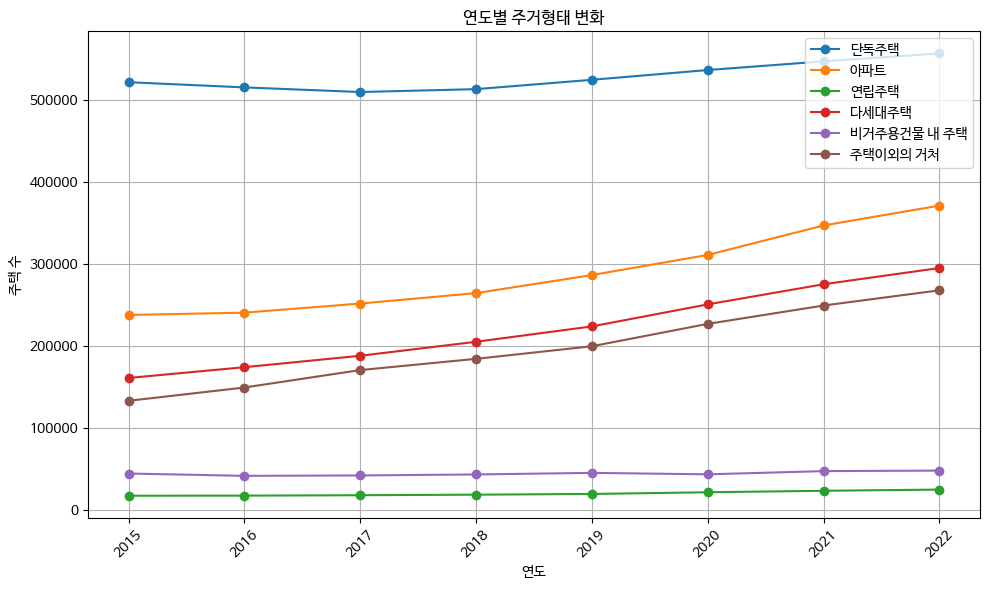 연도별 주거형태 변화
주택 수
500000
400000
300000
200000
100000
0
단독주택
아파트
연립주택
다세대주택
비거주용건물 내 주택
주택이외의 거처
2015
2016
2017
2018
2019
2020
2021
2022
연도